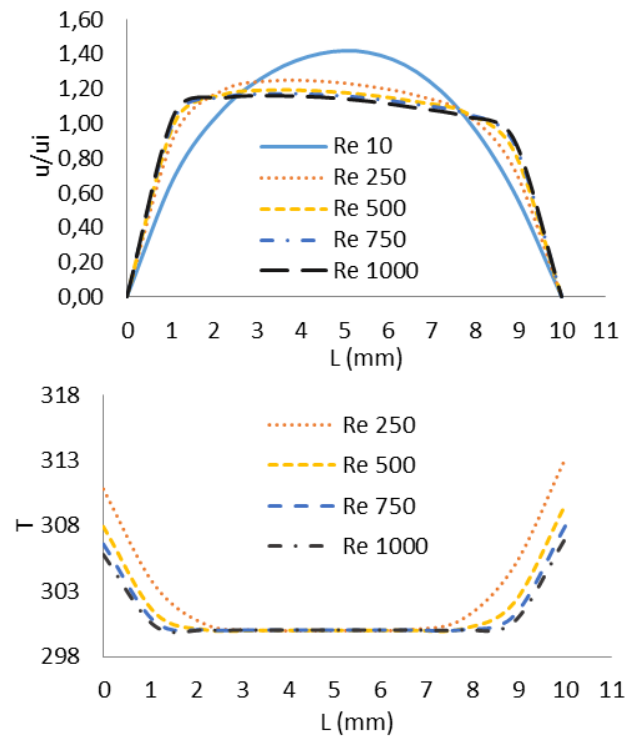 1,60
1,40
1,20
1,00
0,80
0,60
0,40
0,20
0,00
u/ui
Re 10
Re 250
Re 500
Re 750
Re 1000
0 1 2 3 4 5 6 7 8 9 10 11
L (mm)
318
313
308
303
298
T
Re 250
Re 500
Re 750
Re 1000
0 1 2 3 4 5 6 7 8 9 10 11
L (mm)